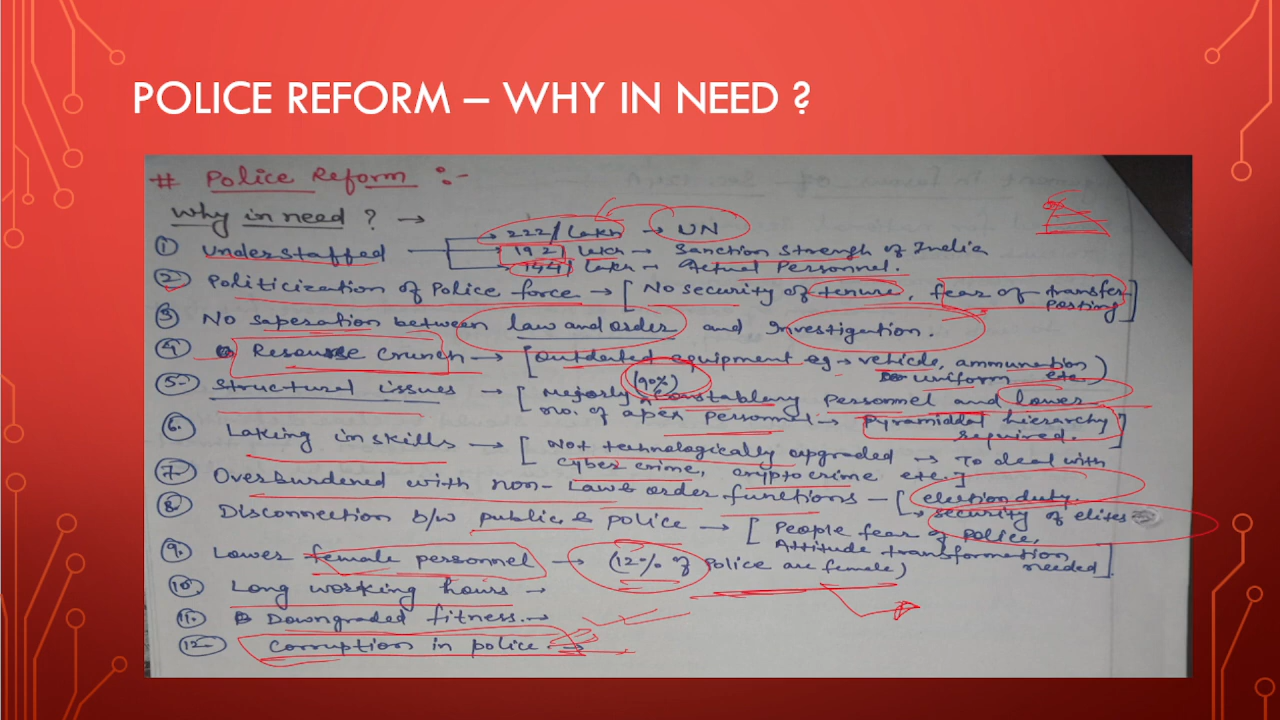 POLICE REFORM – WHY IN NEED ?
# Police Reform :-
Why in need ? →
222/Lakh → UN
① Understaffed 192/ Lakh → Sanction Strength of India
144/ Lakh → Actual Personnel.
② Politicization of Police force → [ No security of tenure, fear of transfer
posting ]
③ No saperation between law and order and Investigation.
④ Resource crunch → [Outdated equipment eg → vehicle, ammunation
uniform etc. )
(90%)
⑤- Structural issues → [ Majorly constablary personnel and lower
no. of apex personnel → Pyramiddal hierarchy
required. ]
⑥. Laking in skills → [ Not technologically upgraded → To deal with
cyber crime, crypto crime etc. ]
⑦- Overburdened with non- Law & order functions – [ election duty.
→ security of elites
⑧ Disconnection b/w public & police → [ People fear of police,
Attitude transformation
needed ].
⑨. Lower female personnel → (12% of Police are female)
⑩. Long working hours →
⑪. Downgraded fitness. →
⑫- Corruption in police. →